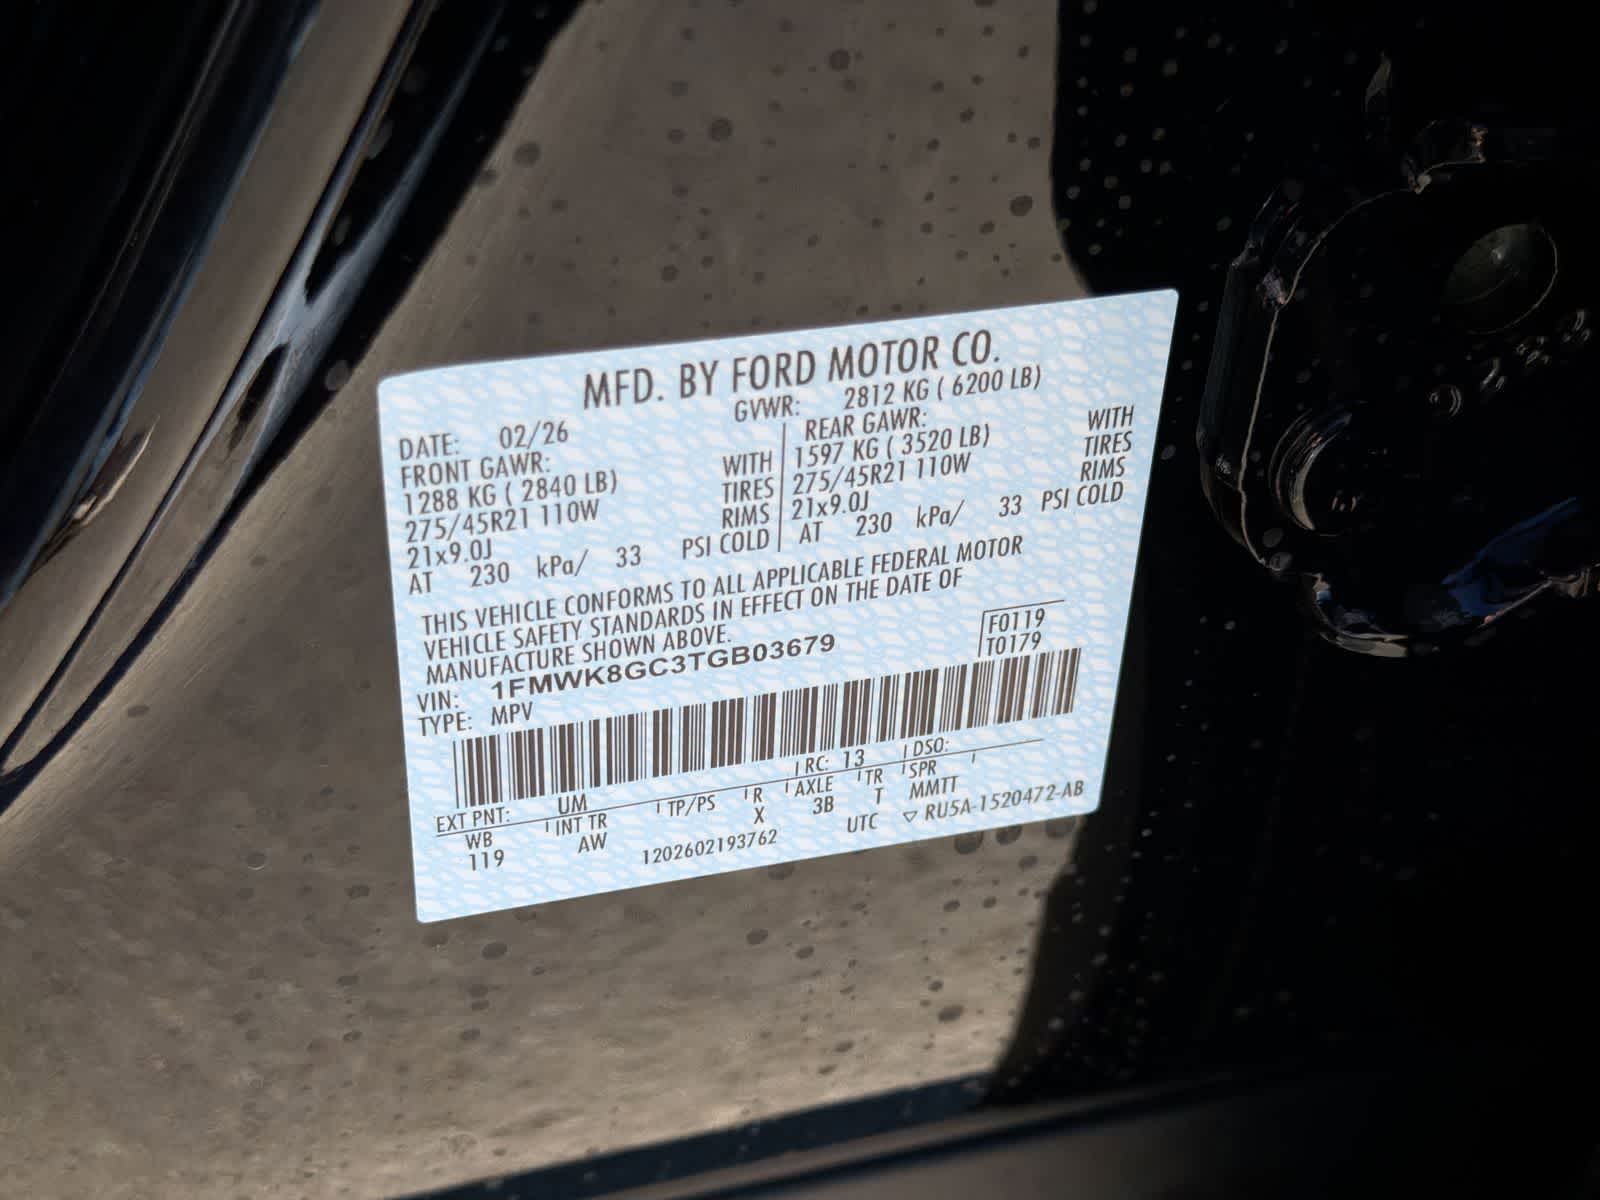 MFD. BY FORD MOTOR CO.
DATE: 02/26 GVWR: 2812 KG ( 6200 LB)
FRONT GAWR: REAR GAWR:
1288 KG ( 2840 LB) WITH 1597 KG ( 3520 LB) WITH
275/45R21 110W TIRES 275/45R21 110W TIRES
21x9.0J RIMS 21x9.0J RIMS
AT 230 kPa/ 33 PSI COLD AT 230 kPa/ 33 PSI COLD
THIS VEHICLE CONFORMS TO ALL APPLICABLE FEDERAL MOTOR
VEHICLE SAFETY STANDARDS IN EFFECT ON THE DATE OF
MANUFACTURE SHOWN ABOVE.
F0119
VIN: 1FMWK8GC3TGB03679 T0179
TYPE: MPV
EXT PNT: UM RC: 13 DSO:
WB INT TR TP/PS R AXLE TR SPR
119 AW X 3B T MMTT
1202602193762 UTC ▽ RU5A-1520472-AB